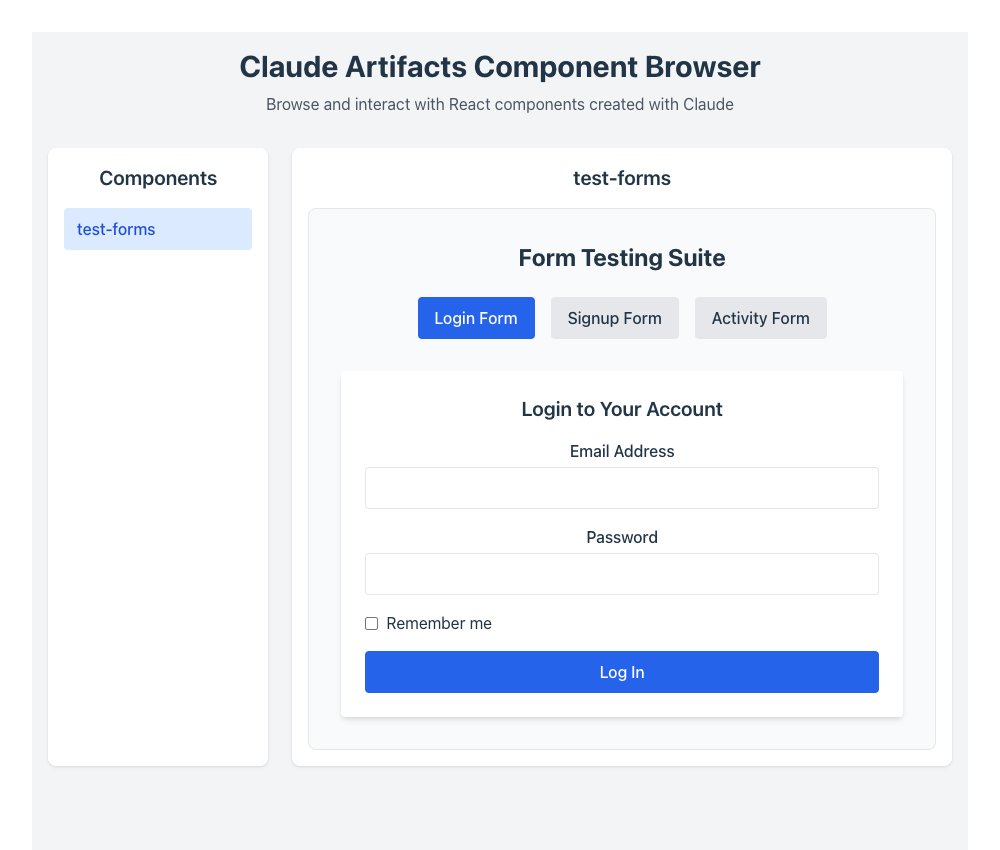 Claude Artifacts Component Browser
Browse and interact with React components created with Claude
Components
test-forms
test-forms
Form Testing Suite
Login Form
Signup Form
Activity Form
Login to Your Account
Email Address
Password
Remember me
Log In